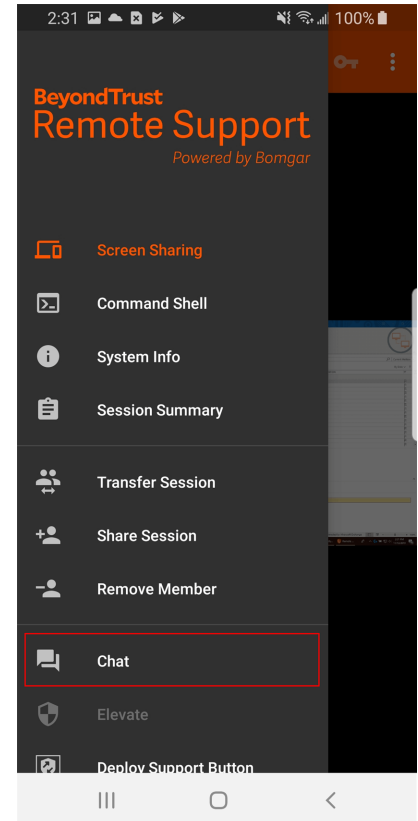 2:31
100%
BeyondTrust
Remote Support
Powered by Bomgar
Screen Sharing
Command Shell
System Info
Session Summary
Transfer Session
Share Session
Remove Member
Chat
Elevate
Deploy Support Button